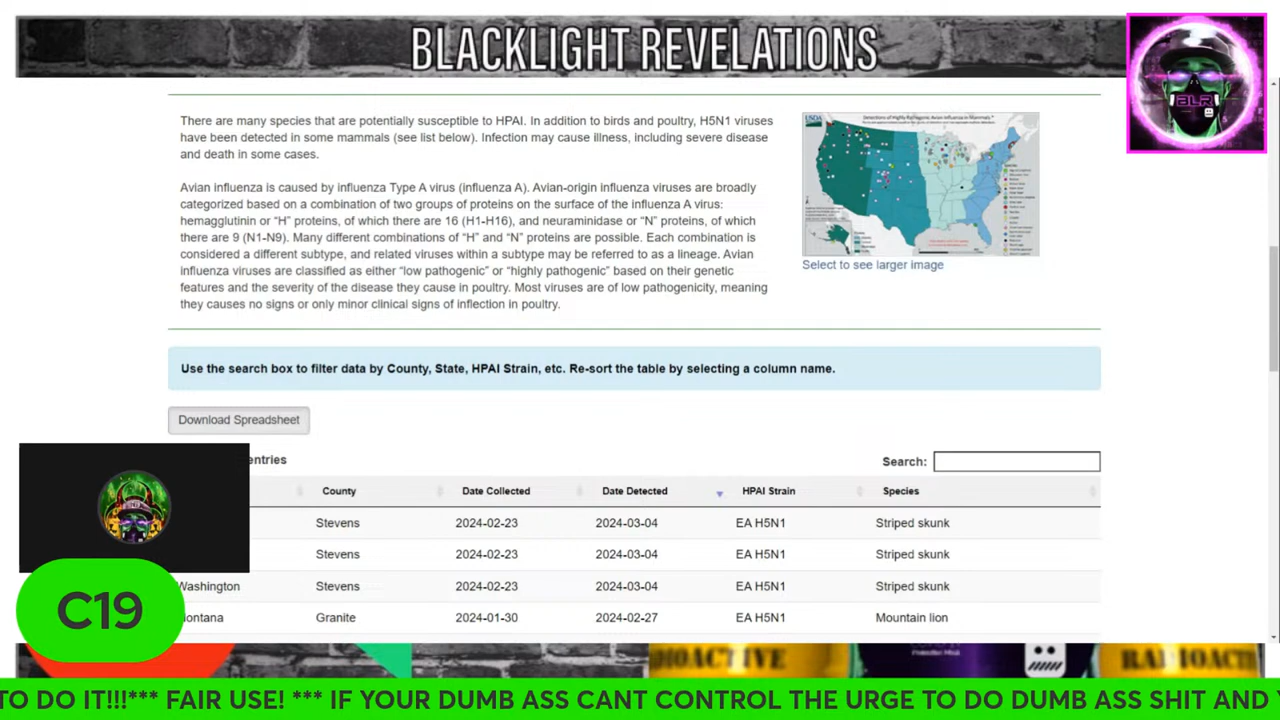 BLACKLIGHT REVELATIONS
BLR
There are many species that are potentially susceptible to HPAI. In addition to birds and poultry, H5N1 viruses
have been detected in some mammals (see list below). Infection may cause illness, including severe disease
and death in some cases.
Avian influenza is caused by influenza Type A virus (influenza A). Avian-origin influenza viruses are broadly
categorized based on a combination of two groups of proteins on the surface of the influenza A virus:
hemagglutinin or “H” proteins, of which there are 16 (H1-H16), and neuraminidase or “N” proteins, of which
there are 9 (N1-N9). Many different combinations of “H” and “N” proteins are possible. Each combination is
considered a different subtype, and related viruses within a subtype may be referred to as a lineage. Avian
influenza viruses are classified as either “low pathogenic” or “highly pathogenic” based on their genetic
features and the severity of the disease they cause in poultry. Most viruses are of low pathogenicity, meaning
they causes no signs or only minor clinical signs of inflection in poultry.
USDA
Detections of Highly Pathogenic Avian Influenza in Mammals
Select to see larger image
Use the search box to filter data by County, State, HPAI Strain, etc. Re-sort the table by selecting a column name.
Download Spreadsheet
entries
Search:
County Date Collected Date Detected HPAI Strain Species
Stevens 2024-02-23 2024-03-04 EA H5N1 Striped skunk
Stevens 2024-02-23 2024-03-04 EA H5N1 Striped skunk
Washington Stevens 2024-02-23 2024-03-04 EA H5N1 Striped skunk
ontana Granite 2024-01-30 2024-02-27 EA H5N1 Mountain lion
C19
DIOACTIVE
RADIOACT
TO DO IT!!!*** FAIR USE! *** IF YOUR DUMB ASS CANT CONTROL THE URGE TO DO DUMB ASS SHIT AND